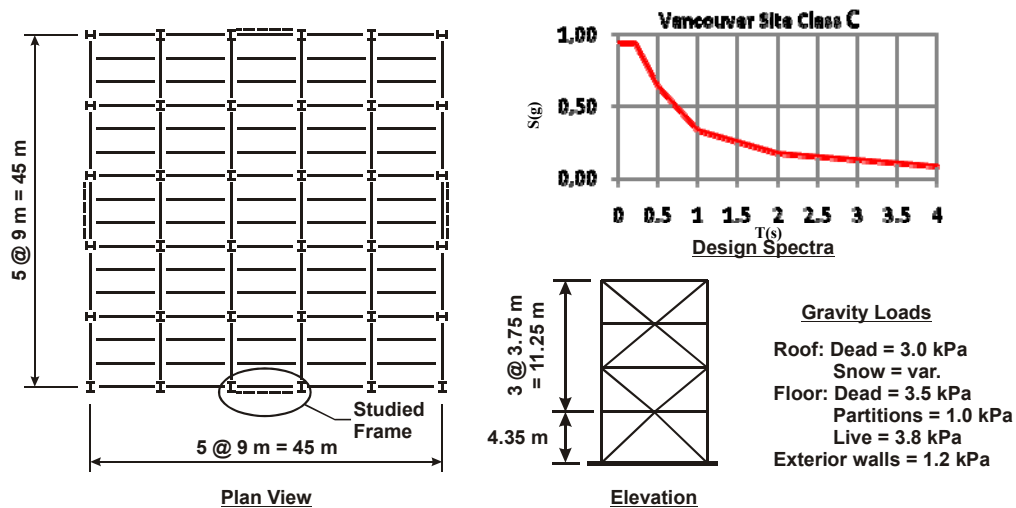 5 @ 9 m = 45 m
Studied
Frame
5 @ 9 m = 45 m
Plan View
Vancouver Site Class C
S(g)
1,00
0,50
0,00
0 0.5 1 1.5 2 2.5 3 3.5 4
T(s)
Design Spectra
3 @ 3.75 m
= 11.25 m
4.35 m
Elevation
Gravity Loads
Roof: Dead = 3.0 kPa
Snow = var.
Floor: Dead = 3.5 kPa
Partitions = 1.0 kPa
Live = 3.8 kPa
Exterior walls = 1.2 kPa